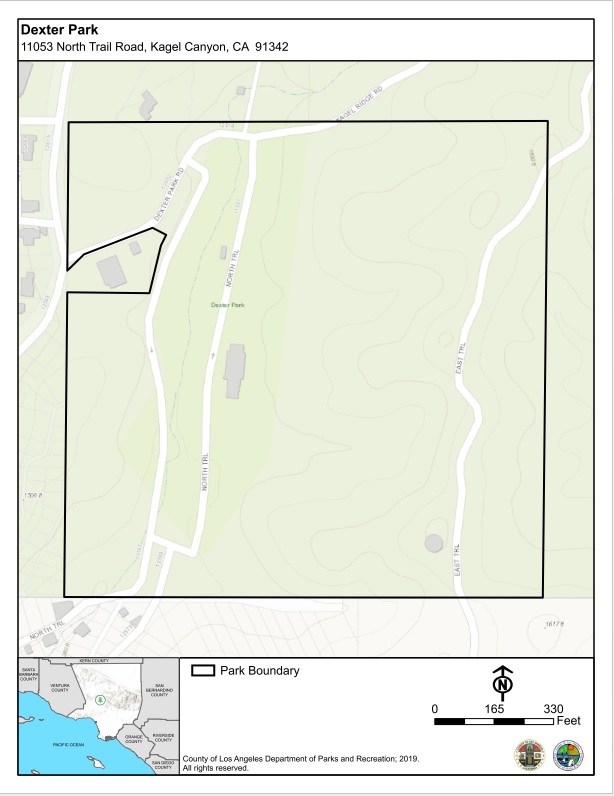 Dexter Park
11053 North Trail Road, Kagel Canyon, CA 91342
KAGEL RIDGE RD
DEXTER PARK RD
NORTH TRL
Dexter Park
EAST TRL
NORTH TRL
EAST TRL
1617 ft
NORTH TRL
KERN COUNTY
SANTA
BARBARA
COUNTY
VENTURA
COUNTY
SAN
BERNARDINO
COUNTY
ORANGE
COUNTY
RIVERSIDE
COUNTY
PACIFIC OCEAN
SAN DIEGO
COUNTY
Park Boundary
N
0 165 330
Feet
County of Los Angeles Department of Parks and Recreation; 2019.
All rights reserved.